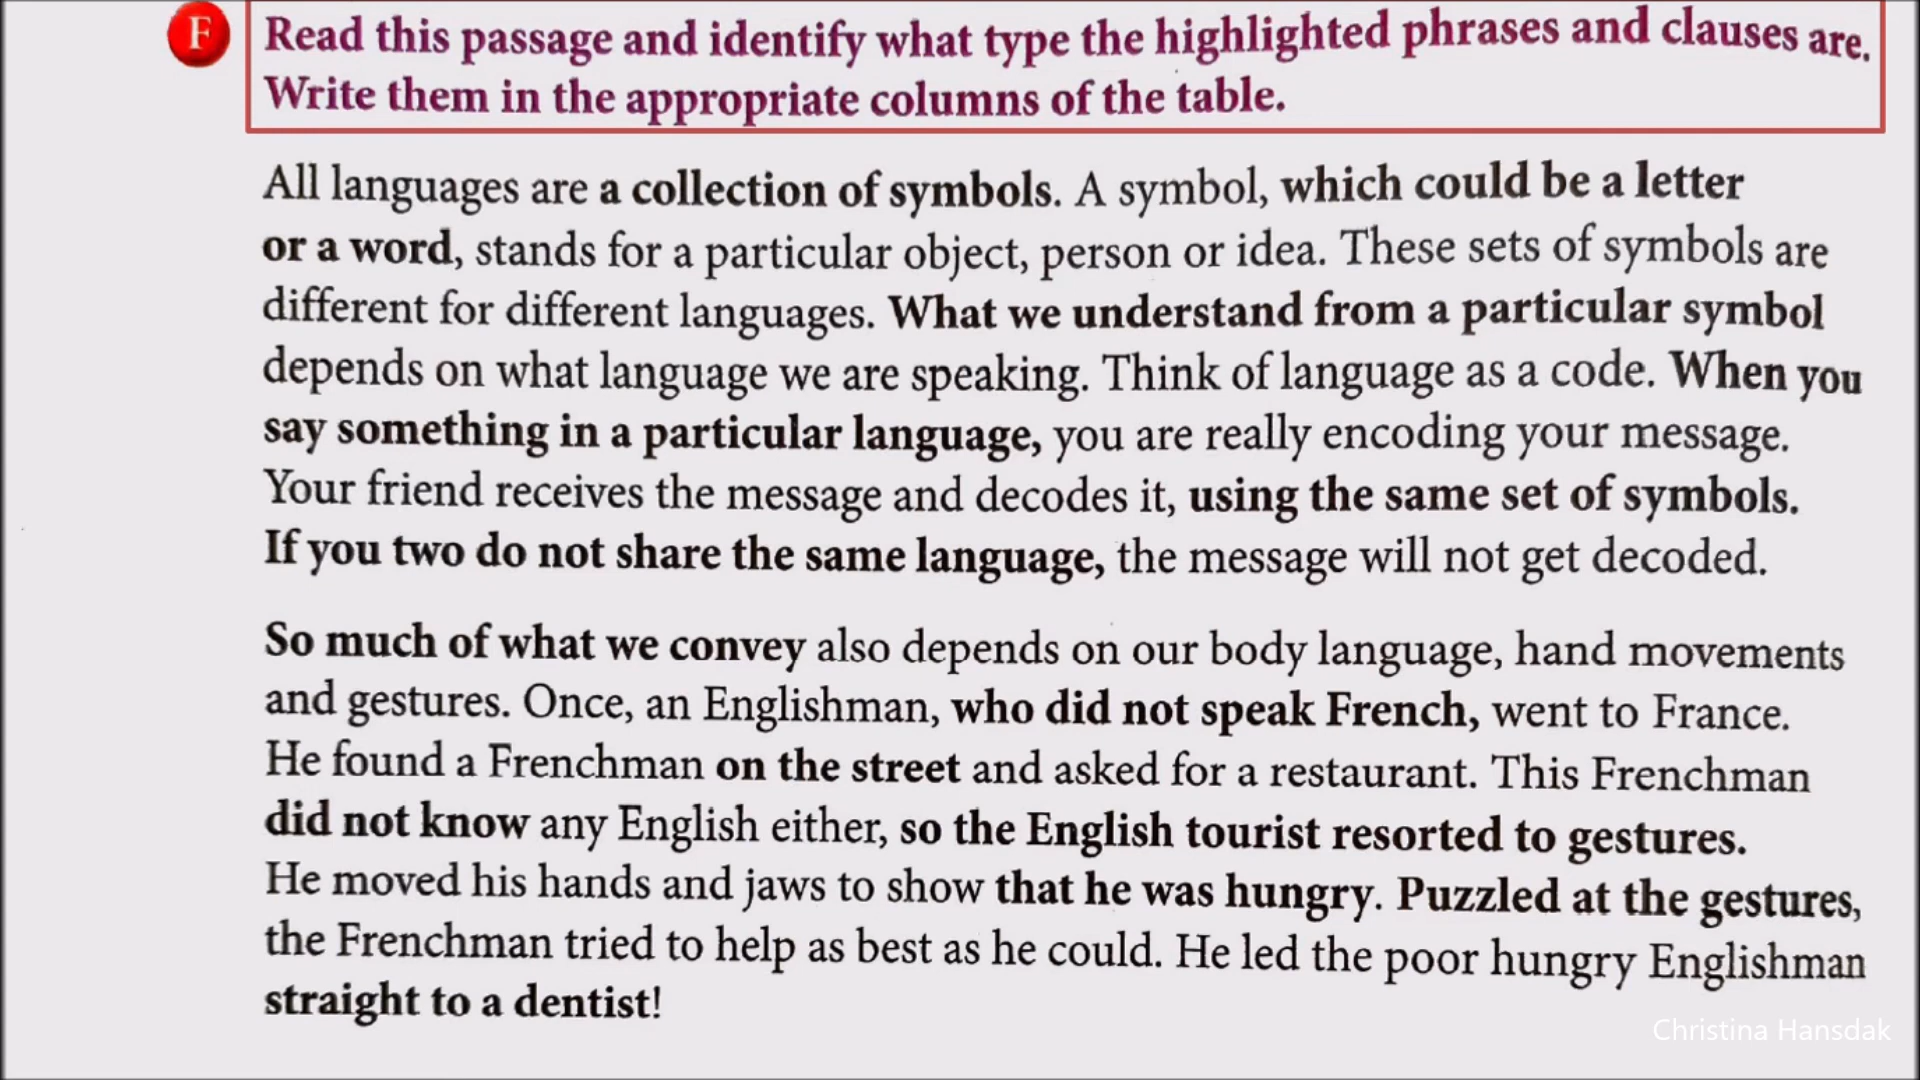 F
Read this passage and identify what type the highlighted phrases and clauses are.
Write them in the appropriate columns of the table.
All languages are a collection of symbols. A symbol, which could be a letter
or a word, stands for a particular object, person or idea. These sets of symbols are
different for different languages. What we understand from a particular symbol
depends on what language we are speaking. Think of language as a code. When you
say something in a particular language, you are really encoding your message.
Your friend receives the message and decodes it, using the same set of symbols.
If you two do not share the same language, the message will not get decoded.
So much of what we convey also depends on our body language, hand movements
and gestures. Once, an Englishman, who did not speak French, went to France.
He found a Frenchman on the street and asked for a restaurant. This Frenchman
did not know any English either, so the English tourist resorted to gestures.
He moved his hands and jaws to show that he was hungry. Puzzled at the gestures,
the Frenchman tried to help as best as he could. He led the poor hungry Englishman
straight to a dentist!
Christina Hansdak